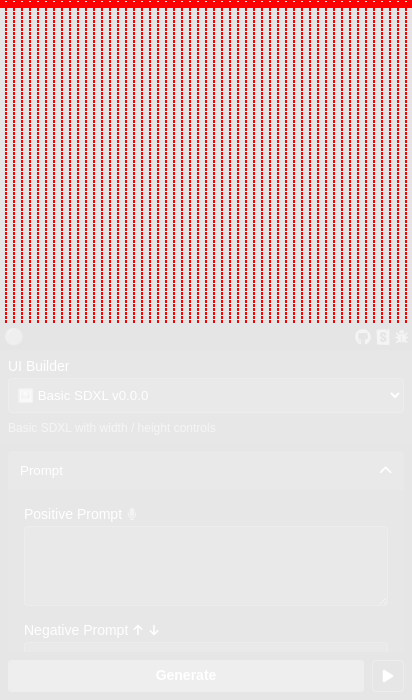 UI Builder
Basic SDXL v0.0.0
Basic SDXL with width / height controls
Prompt
Positive Prompt
Negative Prompt
Generate